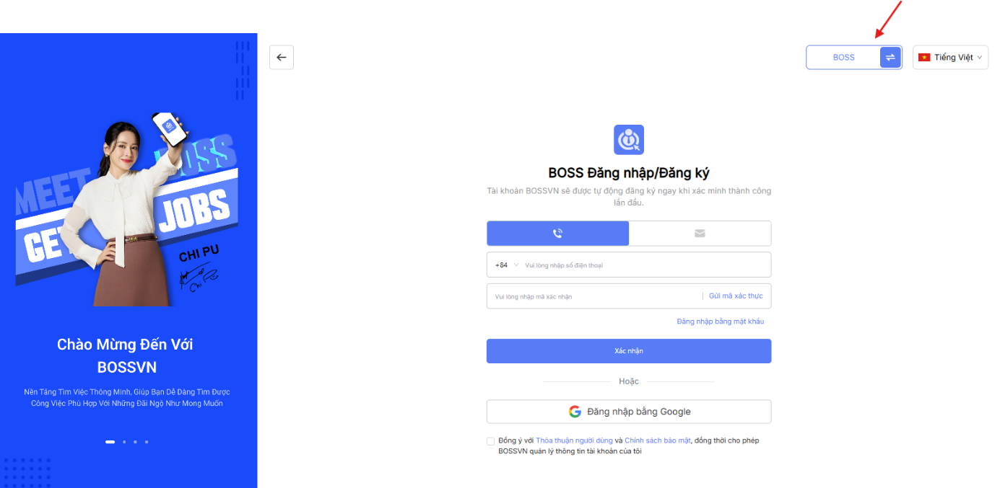 BOSS
Tiếng Việt
MEET BOSS
GET JOBS
CHI PU
Chào Mừng Đến Với
BOSSVN
Nền Tảng Tìm Việc Thông Minh, Giúp Bạn Dễ Dàng Tìm Được
Công Việc Phù Hợp Với Những Đãi Ngộ Như Mong Muốn
BOSS Đăng nhập/Đăng ký
Tài khoản BOSSVN sẽ được tự động đăng ký ngay khi xác minh thành công
lần đầu.
+84 Vui lòng nhập số điện thoại
Vui lòng nhập mã xác nhận Gửi mã xác thực
Đăng nhập bằng mật khẩu
Xác nhận
Hoặc
Đăng nhập bằng Google
Đồng ý với Thỏa thuận người dùng và Chính sách bảo mật, đồng thời cho phép
BOSSVN quản lý thông tin tài khoản của tôi